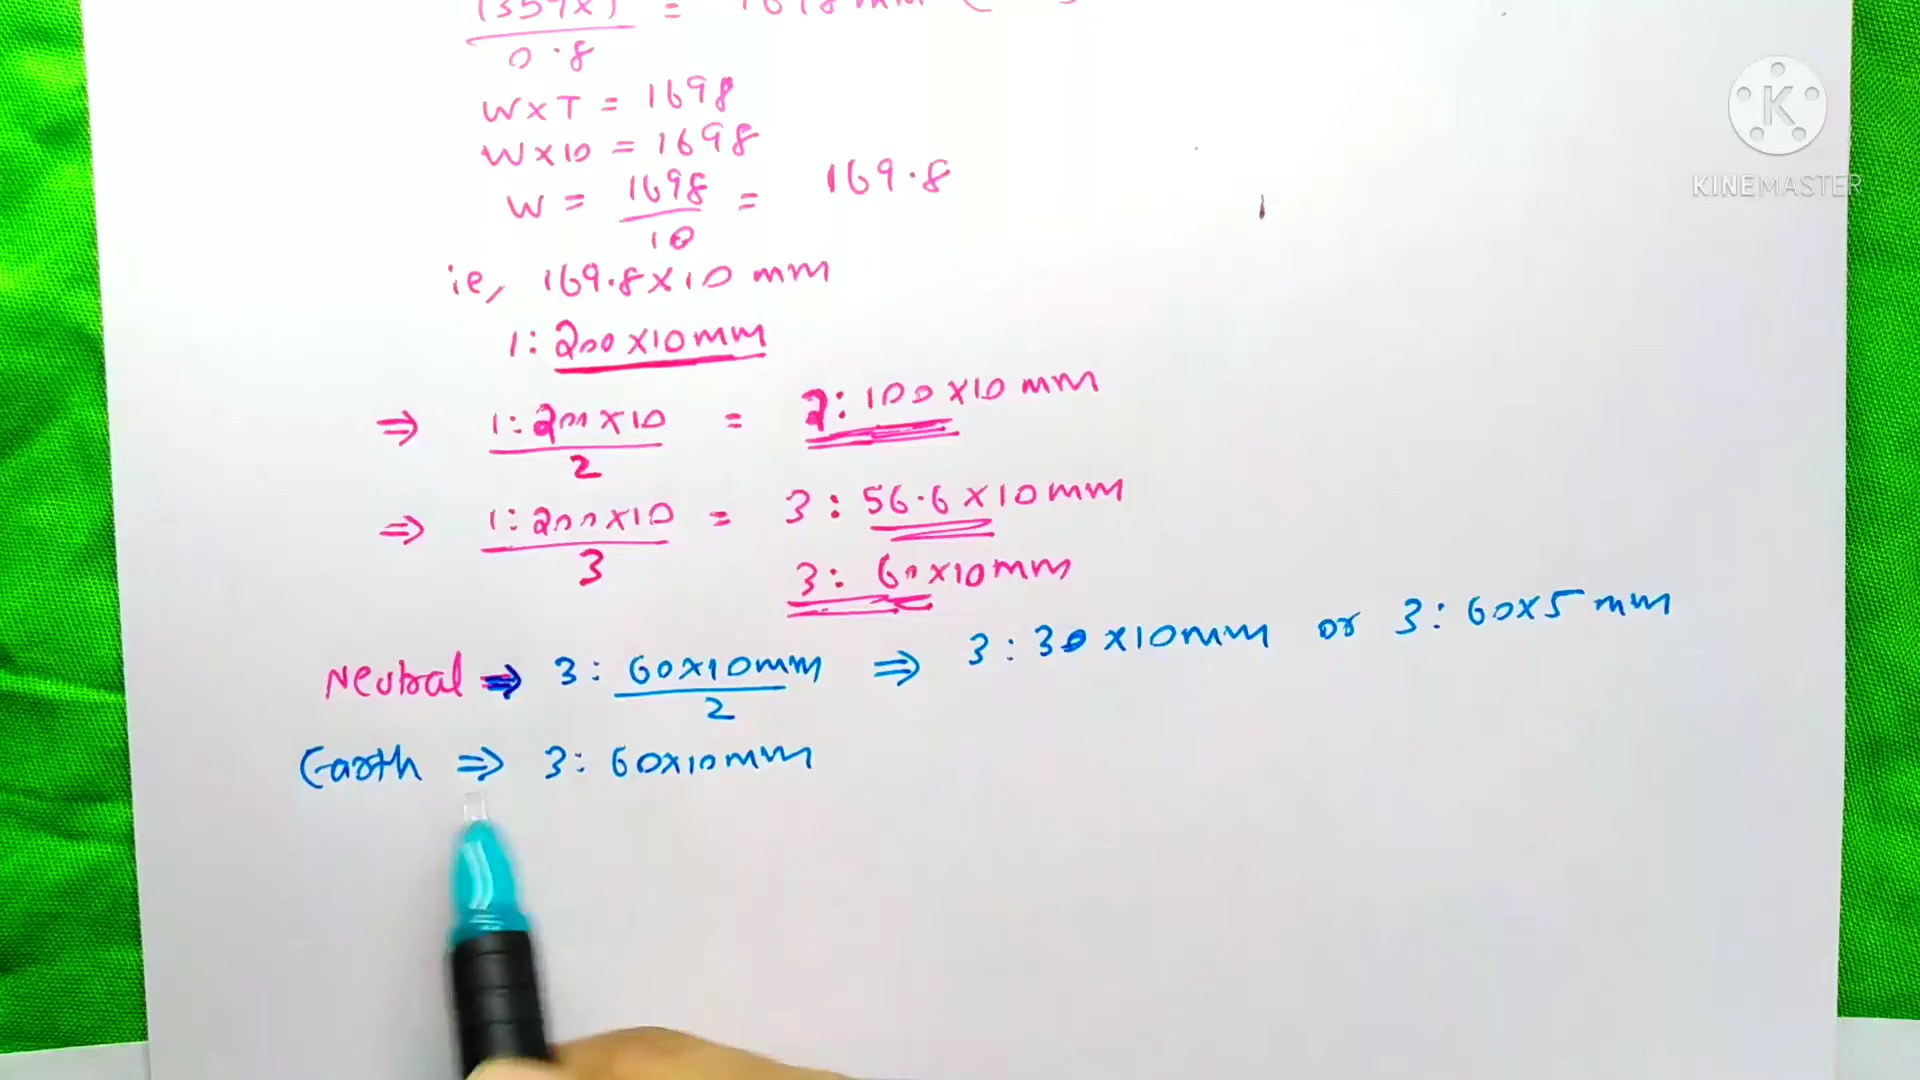 0.8
W×T = 1698
W×10 = 1698
W = 1698/10 = 169.8
ie, 169.8×10 mm
1: 200×10mm
⇒ 1:200×10/2 = 2: 100×10 mm
⇒ 1:200×10/3 = 3: 56.6×10mm
3: 60×10mm
Neutral ⇒ 3: 60×10mm/2 ⇒ 3:30×10mm or 3: 60×5mm
Earth ⇒ 3: 60×10mm
K
KINEMASTER